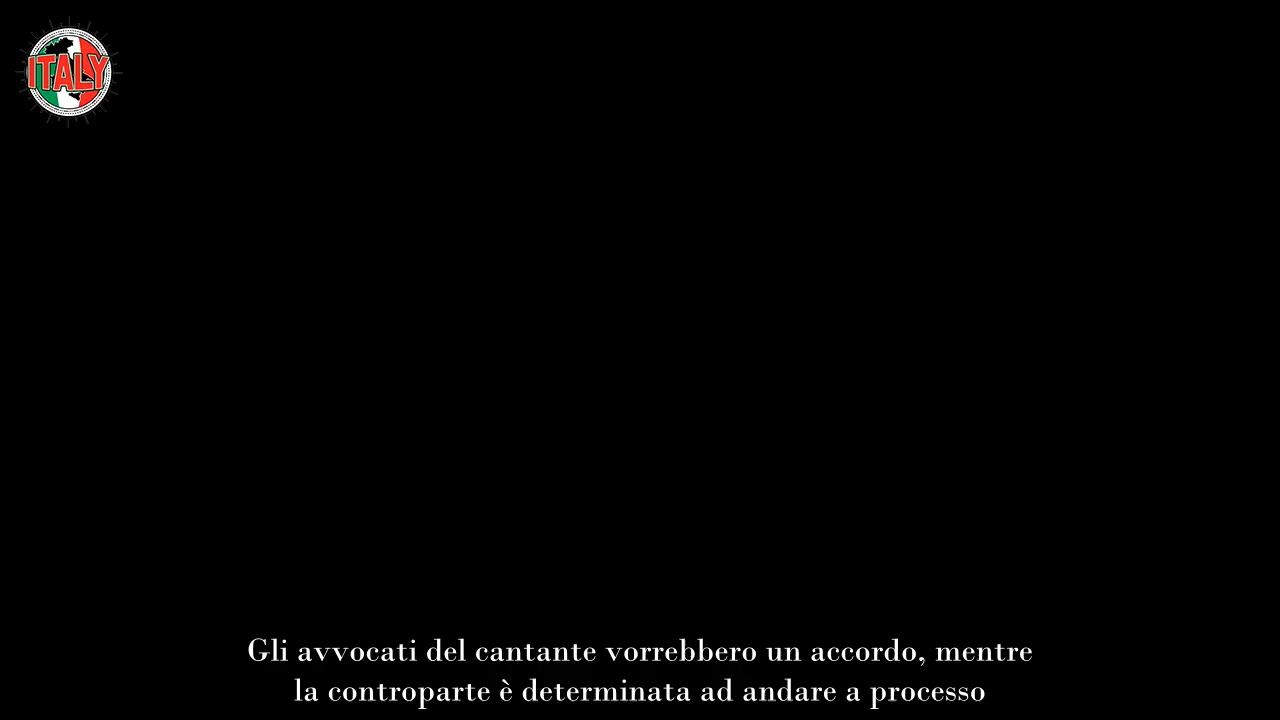 ITALY
Gli avvocati del cantante vorrebbero un accordo, mentre
la controparte è determinata ad andare a processo